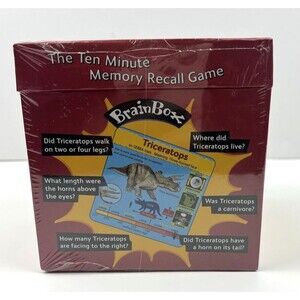 The Ten Minute
Memory Recall Game
BrainBox
Triceratops
Did Triceratops walk
on two or four legs?
Where did
Triceratops live?
What length were
the horns above
the eyes?
Was Triceratops
a carnivore?
How many Triceratops
are facing to the right?
Did Triceratops have
a horn on its tail?